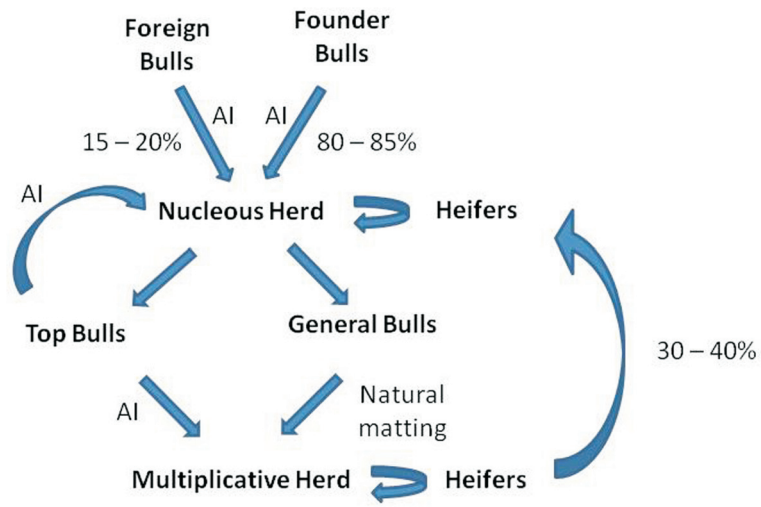 Foreign
Bulls
Founder
Bulls
AI
AI
15 – 20%
80 – 85%
AI
Nucleous Herd
Heifers
Top Bulls
General Bulls
30 – 40%
AI
Natural
matting
Multiplicative Herd
Heifers